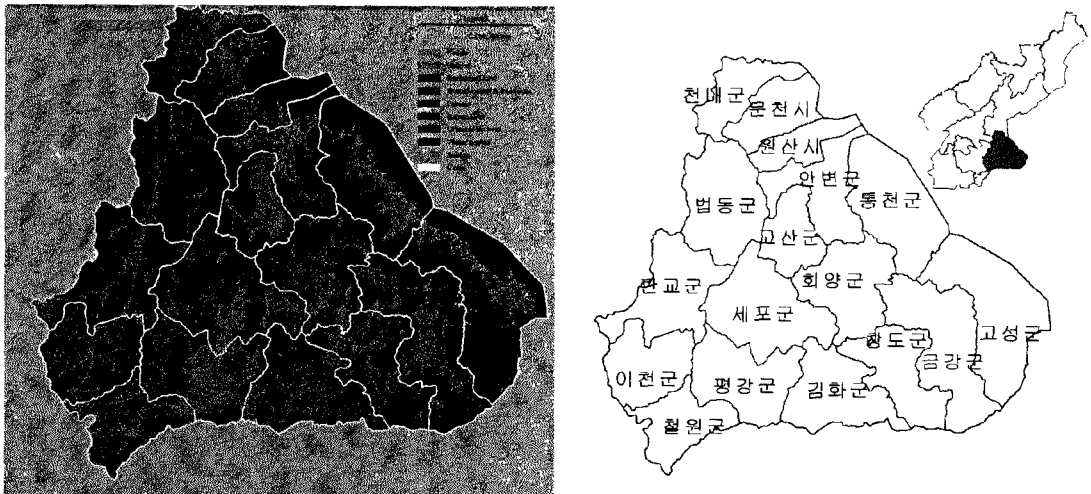 천내군
문천시
원산시
안변군
통천군
법동군
고산군
판교군
회양군
세포군
창도군
고성군
금강군
이천군
평강군
김화군
철원군